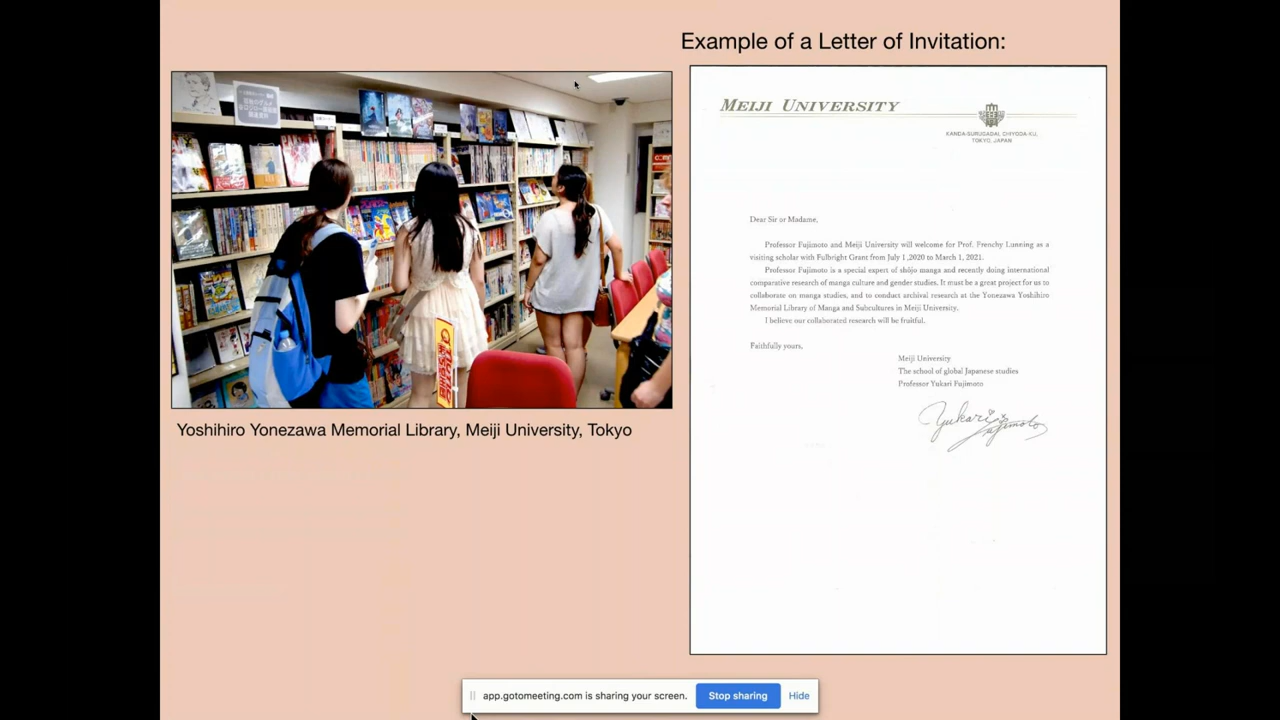 Example of a Letter of Invitation:
MEIJI UNIVERSITY
KANDA-SURUGADAI, CHIYODA-KU,
TOKYO, JAPAN
Dear Sir or Madame,
Professor Fujimoto and Meiji University will welcome for Prof. Frenchy Lunning as a
visiting scholar with Fulbright Grant from July 1 ,2020 to March 1, 2021.
Professor Fujimoto is a special expert of shōjo manga and recently doing international
comparative research of manga culture and gender studies. It must be a great project for us to
collaborate on manga studies, and to conduct archival research at the Yonezawa Yoshihiro
Memorial Library of Manga and Subcultures in Meiji University.
I believe our collaborated research will be fruitful.
Faithfully yours,
Meiji University
The school of global Japanese studies
Professor Yukari Fujimoto
Yukari Fujimoto
Yoshihiro Yonezawa Memorial Library, Meiji University, Tokyo
app.gotomeeting.com is sharing your screen.
Stop sharing
Hide